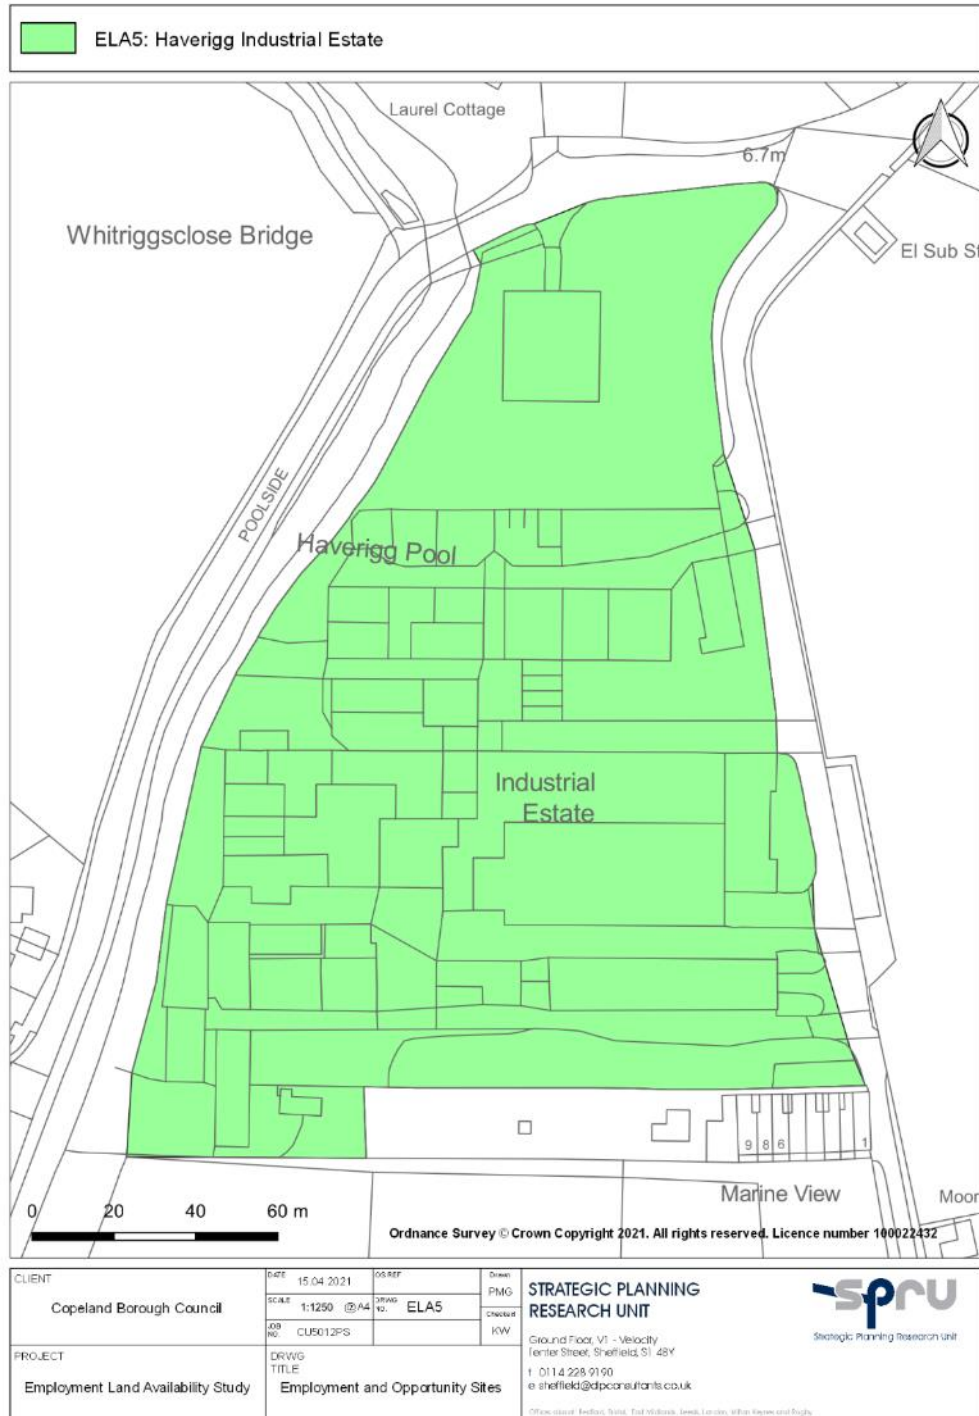 ELA5: Haverigg Industrial Estate
Laurel Cottage
6.7m
Whitriggsclose Bridge
El Sub St
POOLSIDE
Haverigg Pool
Industrial
Estate
9 8 6 1
Marine View
Moor
0 20 40 60 m
Ordnance Survey © Crown Copyright 2021. All rights reserved. Licence number 100022432
CLIENT
Copeland Borough Council
DATE 15.04.2021
OS REF
SCALE 1:1250 @A4
DRWG NO. ELA5
JOB NO. CU5012PS
Drawn
PMG
Checked
KW
PROJECT
Employment Land Availability Study
DRWG
TITLE
Employment and Opportunity Sites
STRATEGIC PLANNING
RESEARCH UNIT
Ground Floor, V1 - Velocity
Tenter Street, Sheffield, S1 4BY
t 0114 228 9190
e sheffield@dlpconsultants.co.uk
spru
Strategic Planning Research Unit